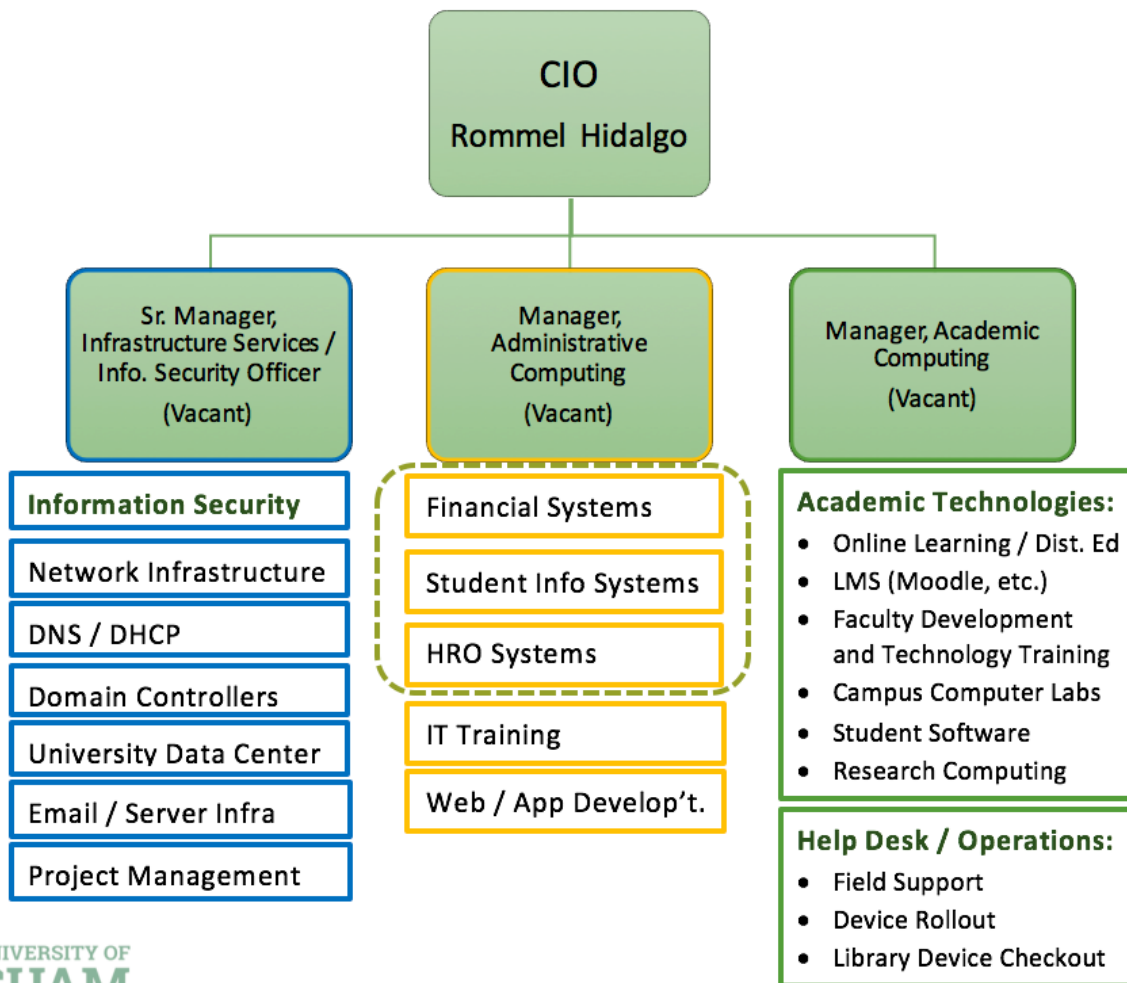 CIO
Rommel Hidalgo
Sr. Manager,
Infrastructure Services /
Info. Security Officer
(Vacant)
Manager,
Administrative
Computing
(Vacant)
Manager, Academic
Computing
(Vacant)
Information Security
Network Infrastructure
DNS / DHCP
Domain Controllers
University Data Center
Email / Server Infra
Project Management
Financial Systems
Student Info Systems
HRO Systems
IT Training
Web / App Develop't.
Academic Technologies:
• Online Learning / Dist. Ed
• LMS (Moodle, etc.)
• Faculty Development
and Technology Training
• Campus Computer Labs
• Student Software
• Research Computing
Help Desk / Operations:
• Field Support
• Device Rollout
• Library Device Checkout